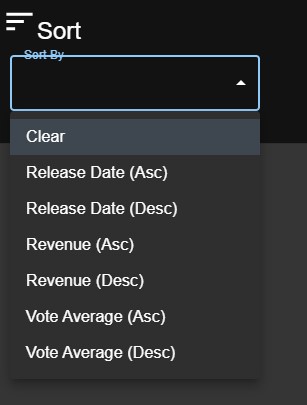 Sort
Sort By
Clear
Release Date (Asc)
Release Date (Desc)
Revenue (Asc)
Revenue (Desc)
Vote Average (Asc)
Vote Average (Desc)